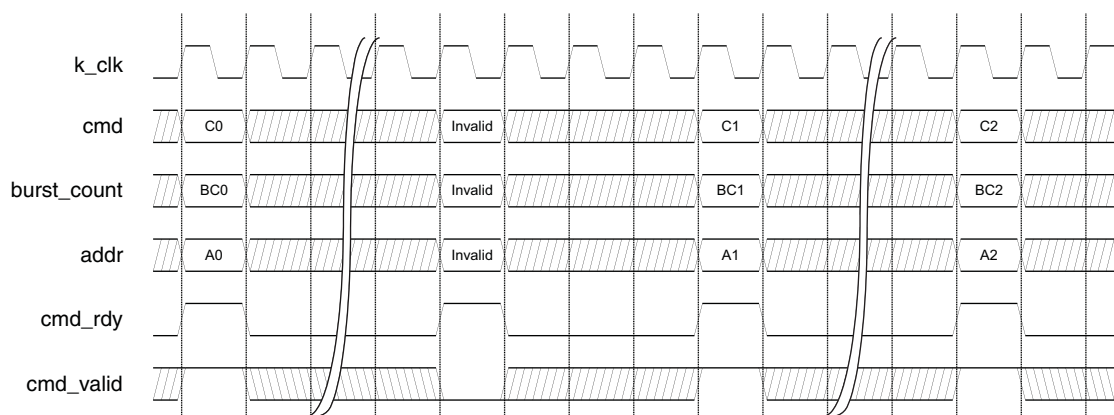 k_clk
cmd C0 Invalid C1 C2
burst_count BC0 Invalid BC1 BC2
addr A0 Invalid A1 A2
cmd_rdy
cmd_valid